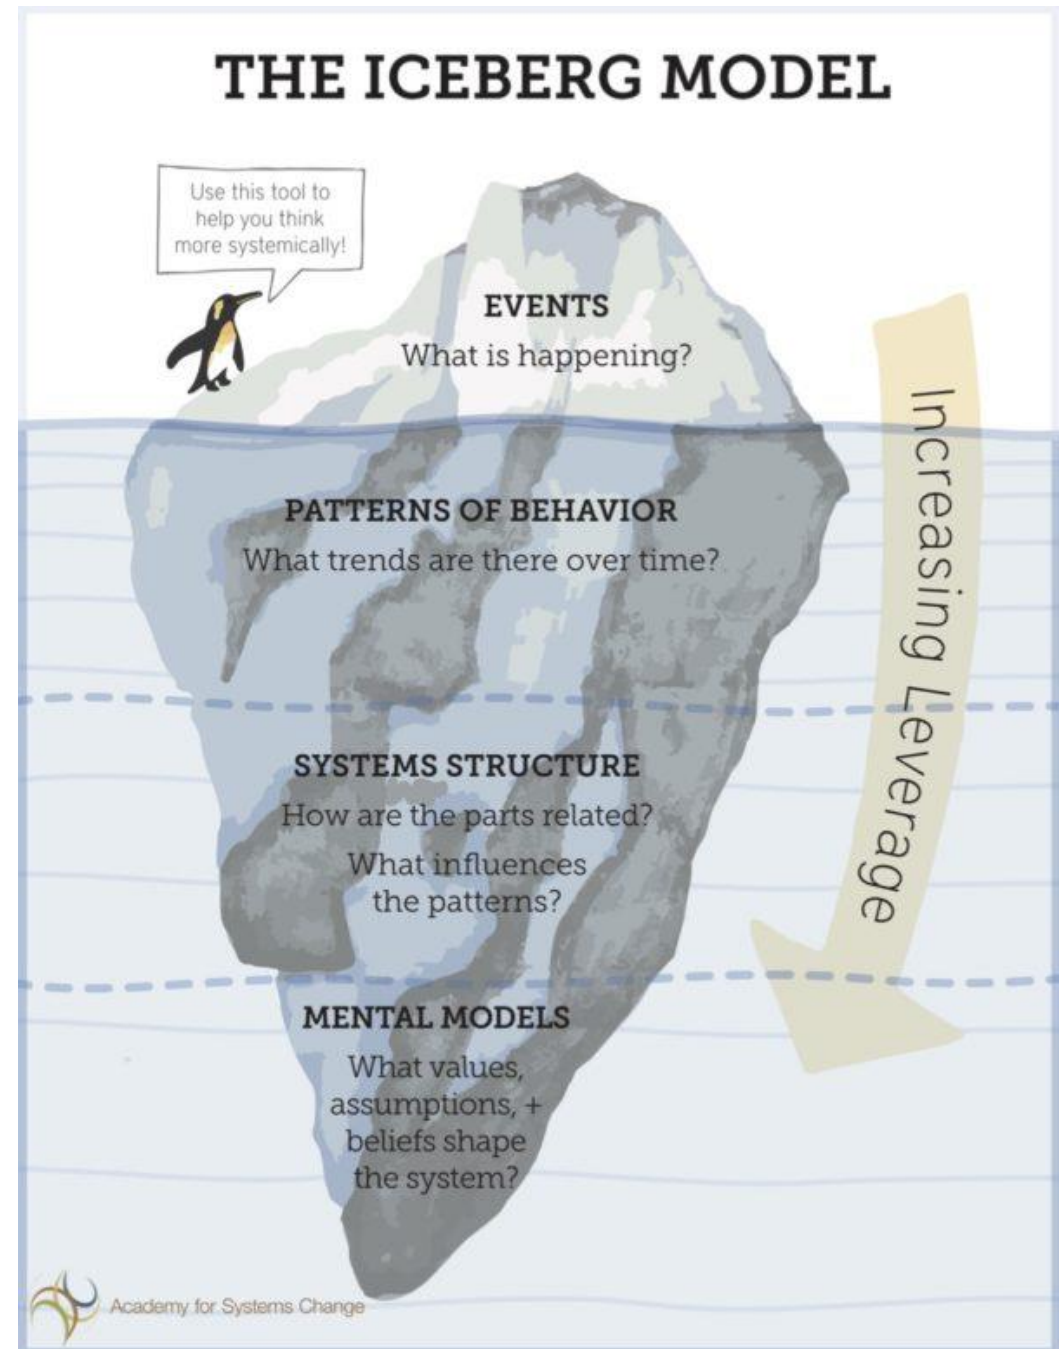 THE ICEBERG MODEL
Use this tool to
help you think
more systemically!
EVENTS
What is happening?
PATTERNS OF BEHAVIOR
What trends are there over time?
SYSTEMS STRUCTURE
How are the parts related?
What influences
the patterns?
MENTAL MODELS
What values,
assumptions, +
beliefs shape
the system?
Increasing Leverage
Academy for Systems Change